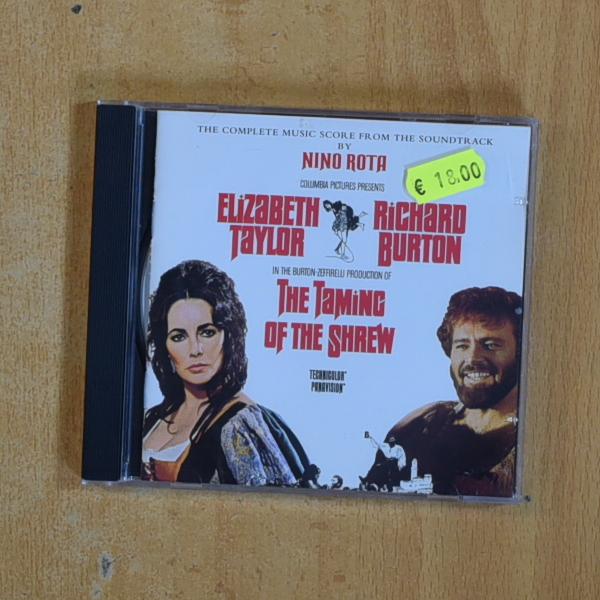 THE COMPLETE MUSIC SCORE FROM THE SOUNDTRACK
BY
NINO ROTA
€ 18.00
COLUMBIA PICTURES PRESENTS
ELIZABETH TAYLOR
RICHARD BURTON
IN THE BURTON-ZEFFIRELLI PRODUCTION OF
THE TAMING
OF THE SHREW
TECHNICOLOR®
PANAVISION®